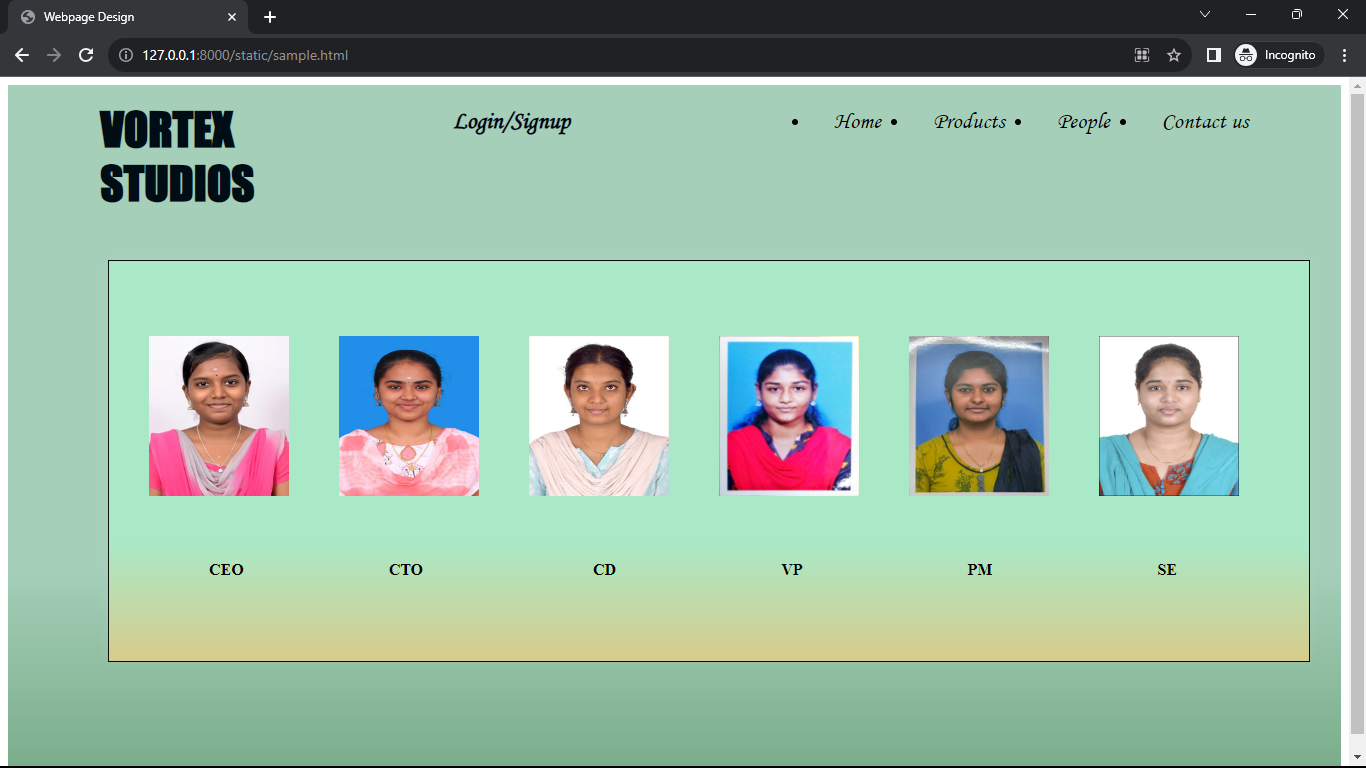 Webpage Design
127.0.0.1:8000/static/sample.html
Incognito
VORTEX
STUDIOS
Login/Signup
• Home • Products • People • Contact us
CEO CTO CD VP PM SE